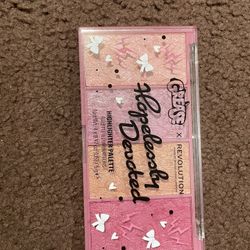 GREASE X REVOLUTION
Hopelessly
Devoted
HIGHLIGHTER PALETTE